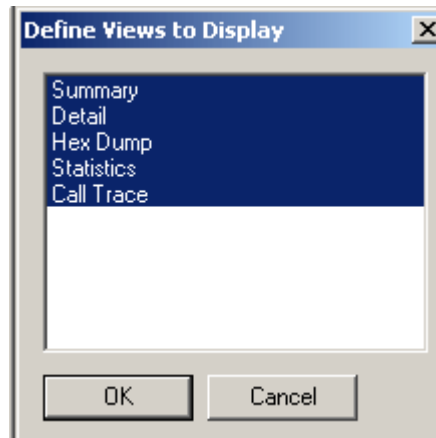 Define Views to Display
Summary
Detail
Hex Dump
Statistics
Call Trace
OK
Cancel